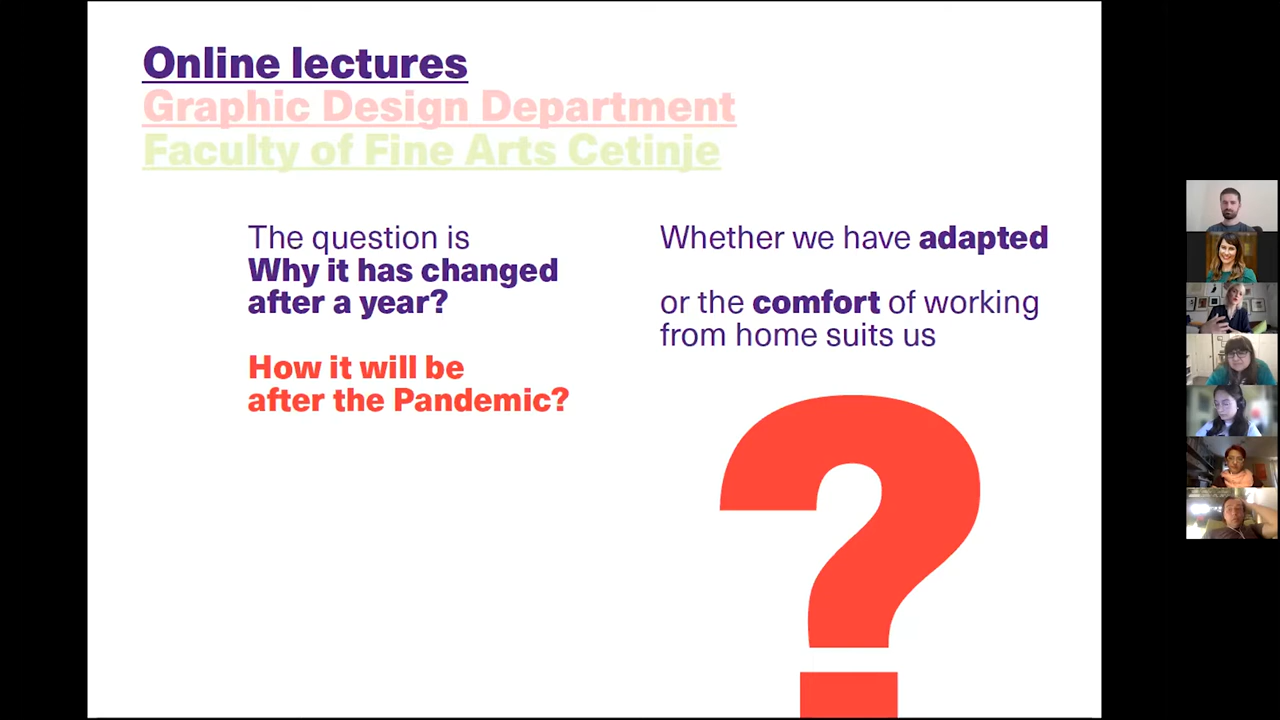 Online lectures
Graphic Design Department
Faculty of Fine Arts Cetinje
The question is
Why it has changed
after a year?
How it will be
after the Pandemic?
Whether we have adapted
or the comfort of working
from home suits us
?